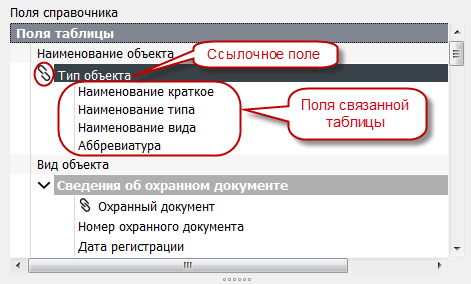 Поля справочника
Поля таблицы
Наименование объекта
Ссылочное поле
Тип объекта
Наименование краткое
Наименование типа
Наименование вида
Аббревиатура
Поля связанной
таблицы
Вид объекта
Сведения об охранном документе
Охранный документ
Номер охранного документа
Дата регистрации